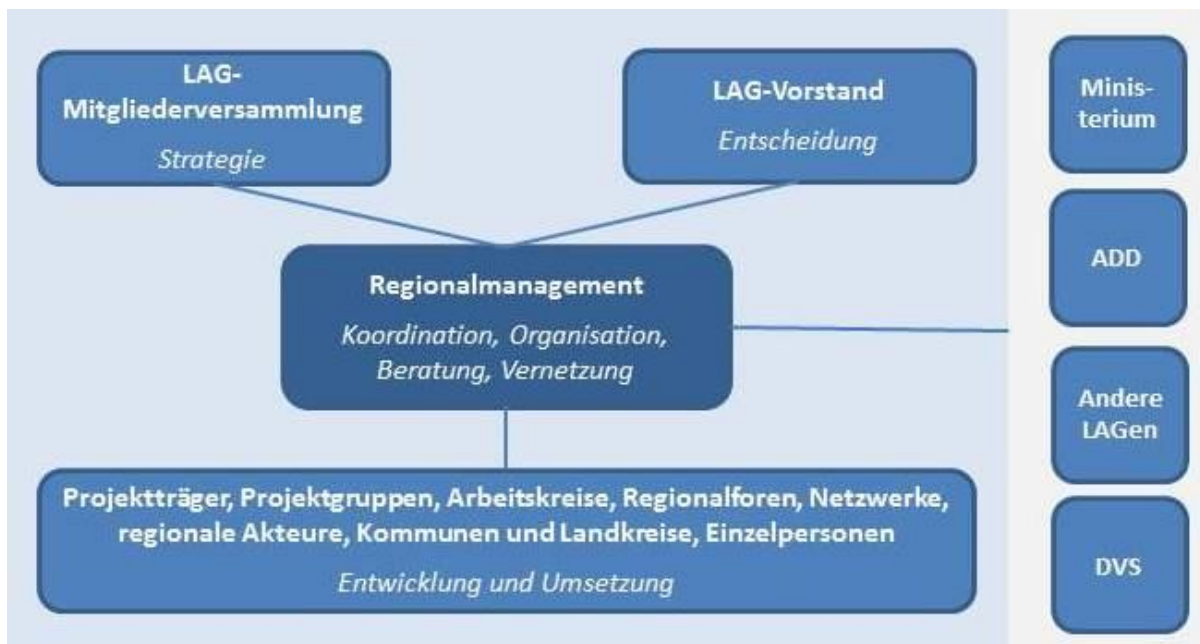 LAG-
Mitgliederversammlung
Strategie
LAG-Vorstand
Entscheidung
Regionalmanagement
Koordination, Organisation,
Beratung, Vernetzung
Projektträger, Projektgruppen, Arbeitskreise, Regionalforen, Netzwerke,
regionale Akteure, Kommunen und Landkreise, Einzelpersonen
Entwicklung und Umsetzung
Minis-
terium
ADD
Andere
LAGen
DVS